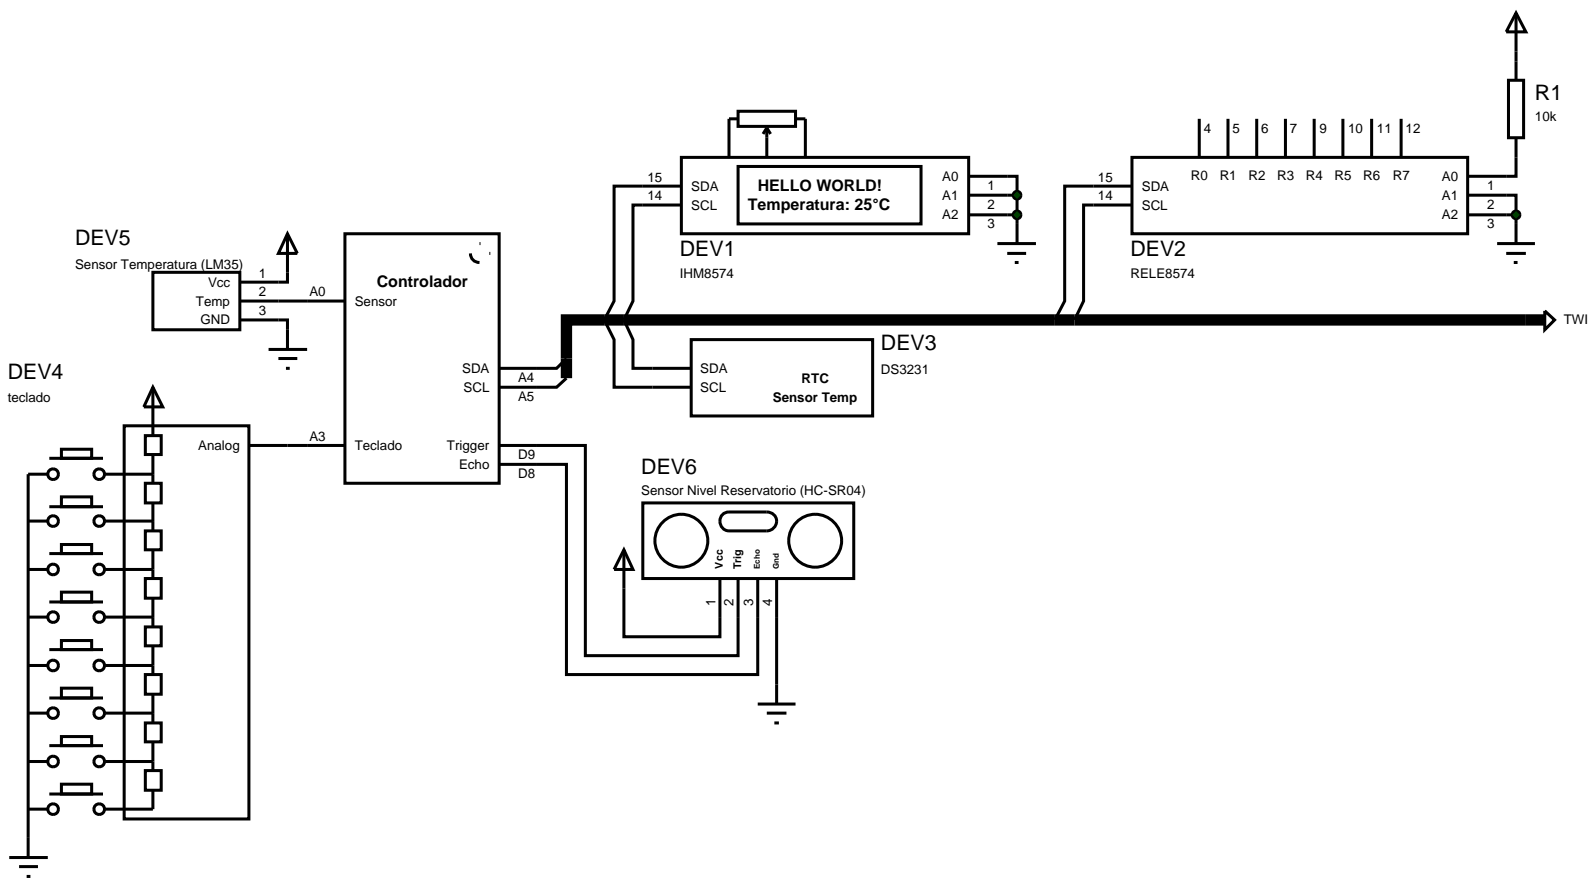 R1
10k
4 5 6 7 9 10 11 12
R0 R1 R2 R3 R4 R5 R6 R7
15
14
SDA
SCL
HELLO WORLD!
Temperatura: 25°C
A0
A1
A2
1
2
3
DEV1
IHM8574
15
14
SDA
SCL
A0
A1
A2
1
2
3
DEV2
RELE8574
TWI
DEV5
Sensor Temperatura (LM35)
Vcc
Temp
GND
1
2
3
A0
Controlador
Sensor
SDA
SCL
A4
A5
Teclado
Trigger
Echo
D9
D8
DEV3
DS3231
SDA
SCL
RTC
Sensor Temp
DEV4
teclado
Analog
A3
DEV6
Sensor Nivel Reservatorio (HC-SR04)
Vcc
Trig
Echo
Gnd
1
2
3
4